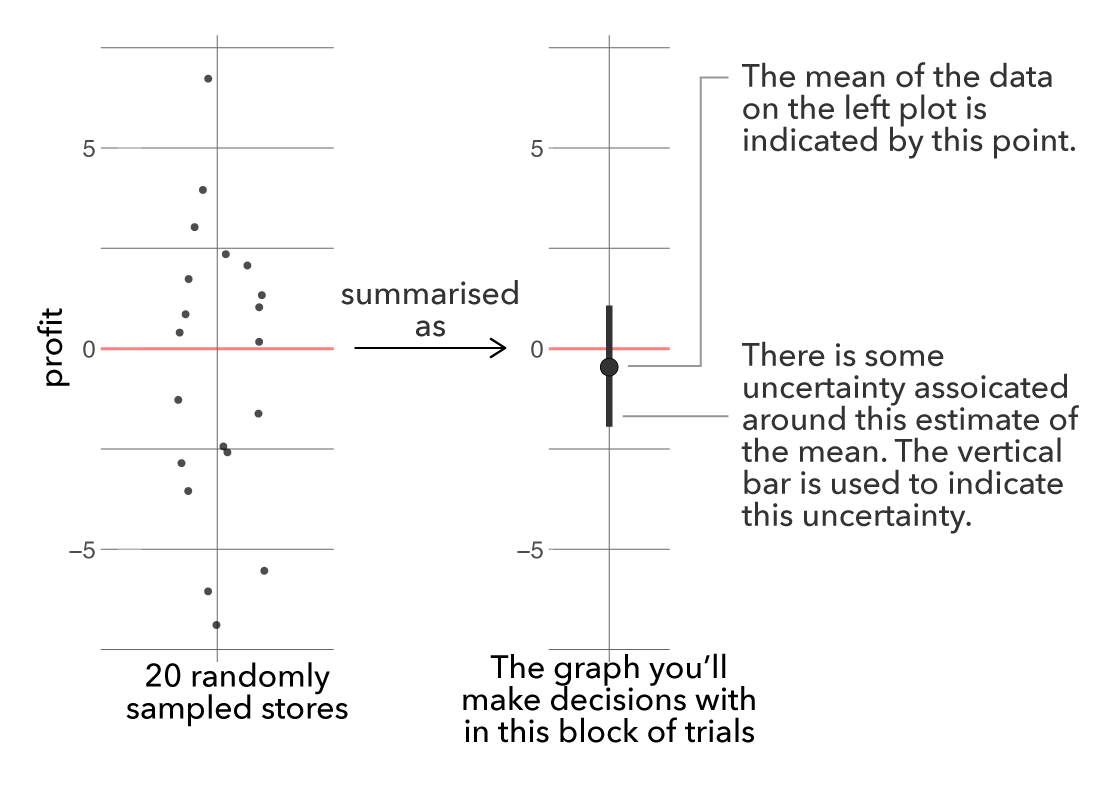 profit
5
0
–5
20 randomly
sampled stores
summarised
as
5
0
–5
The graph you’ll
make decisions with
in this block of trials
The mean of the data
on the left plot is
indicated by this point.
There is some
uncertainty assoicated
around this estimate of
the mean. The vertical
bar is used to indicate
this uncertainty.